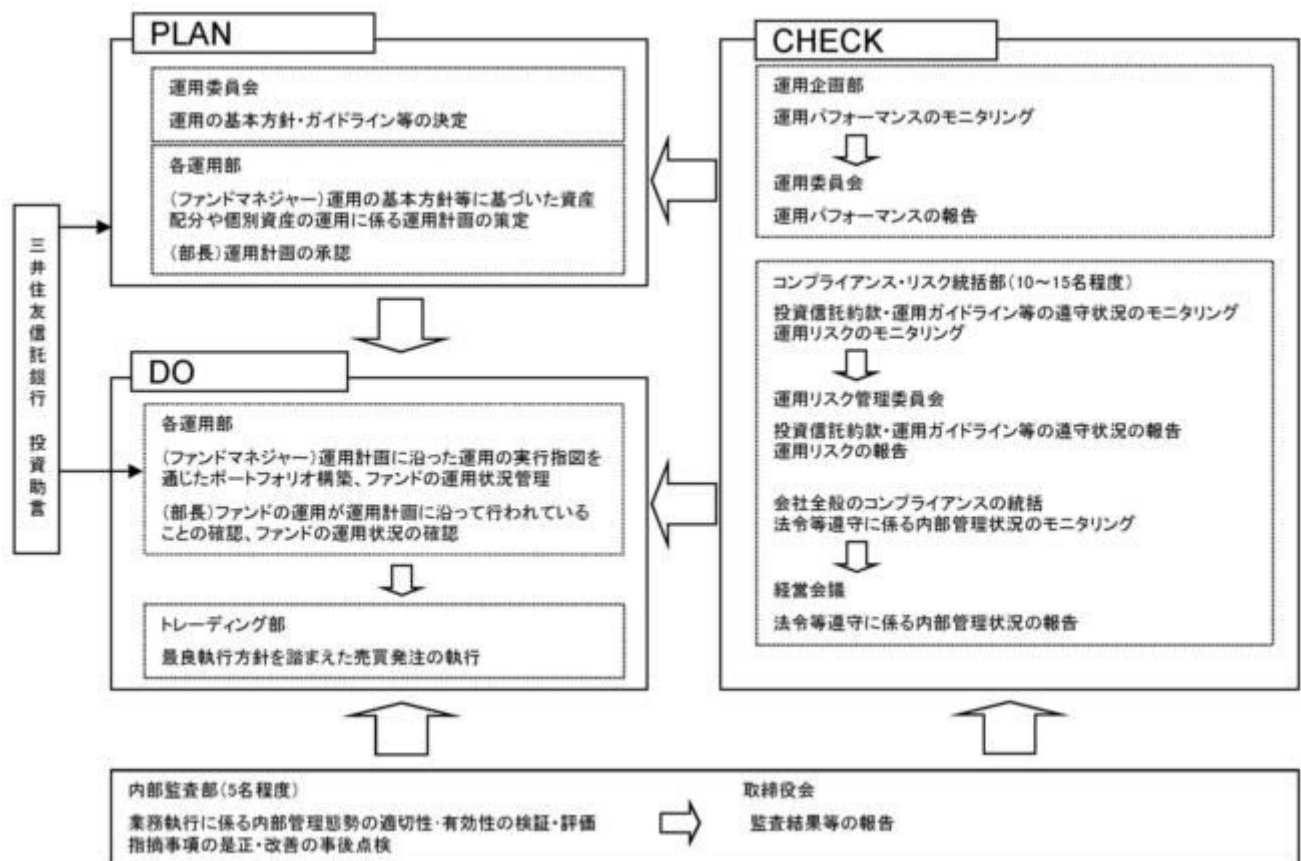 PLAN
運用委員会
運用の基本方針・ガイドライン等の決定
各運用部
(ファンドマネジャー)運用の基本方針等に基づいた資産
配分や個別資産の運用に係る運用計画の策定
(部長)運用計画の承認
三井住友信託銀行 投資助言
DO
各運用部
(ファンドマネジャー)運用計画に沿った運用の実行指図を
通じたポートフォリオ構築、ファンドの運用状況管理
(部長)ファンドの運用が運用計画に沿って行われている
ことの確認、ファンドの運用状況の確認
トレーディング部
最良執行方針を踏まえた売買発注の執行
CHECK
運用企画部
運用パフォーマンスのモニタリング
運用委員会
運用パフォーマンスの報告
コンプライアンス・リスク統括部(10～15名程度)
投資信託約款・運用ガイドライン等の遵守状況のモニタリング
運用リスクのモニタリング
運用リスク管理委員会
投資信託約款・運用ガイドライン等の遵守状況の報告
運用リスクの報告
会社全般のコンプライアンスの統括
法令等遵守に係る内部管理状況のモニタリング
経営会議
法令等遵守に係る内部管理状況の報告
内部監査部(5名程度)
業務執行に係る内部管理態勢の適切性・有効性の検証・評価
指摘事項の是正・改善の事後点検
取締役会
監査結果等の報告